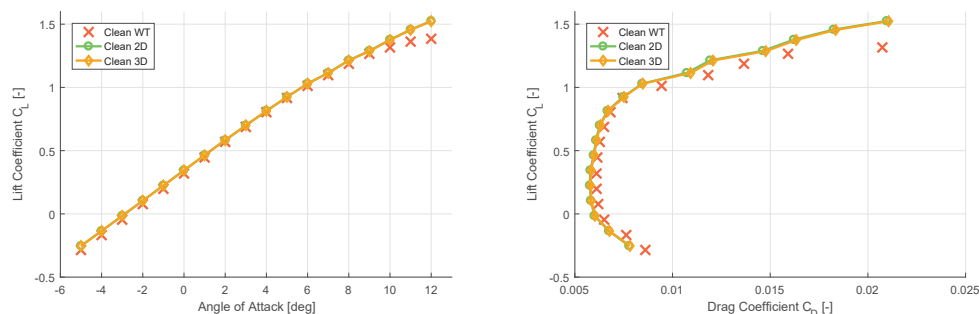 1.5
1
0.5
0
-0.5
Lift Coefficient C_L [-]
Clean WT
Clean 2D
Clean 3D
-6 -4 -2 0 2 4 6 8 10 12
Angle of Attack [deg]
1.5
1
0.5
0
-0.5
Lift Coefficient C_L [-]
Clean WT
Clean 2D
Clean 3D
0.005 0.01 0.015 0.02 0.025
Drag Coefficient C_D [-]